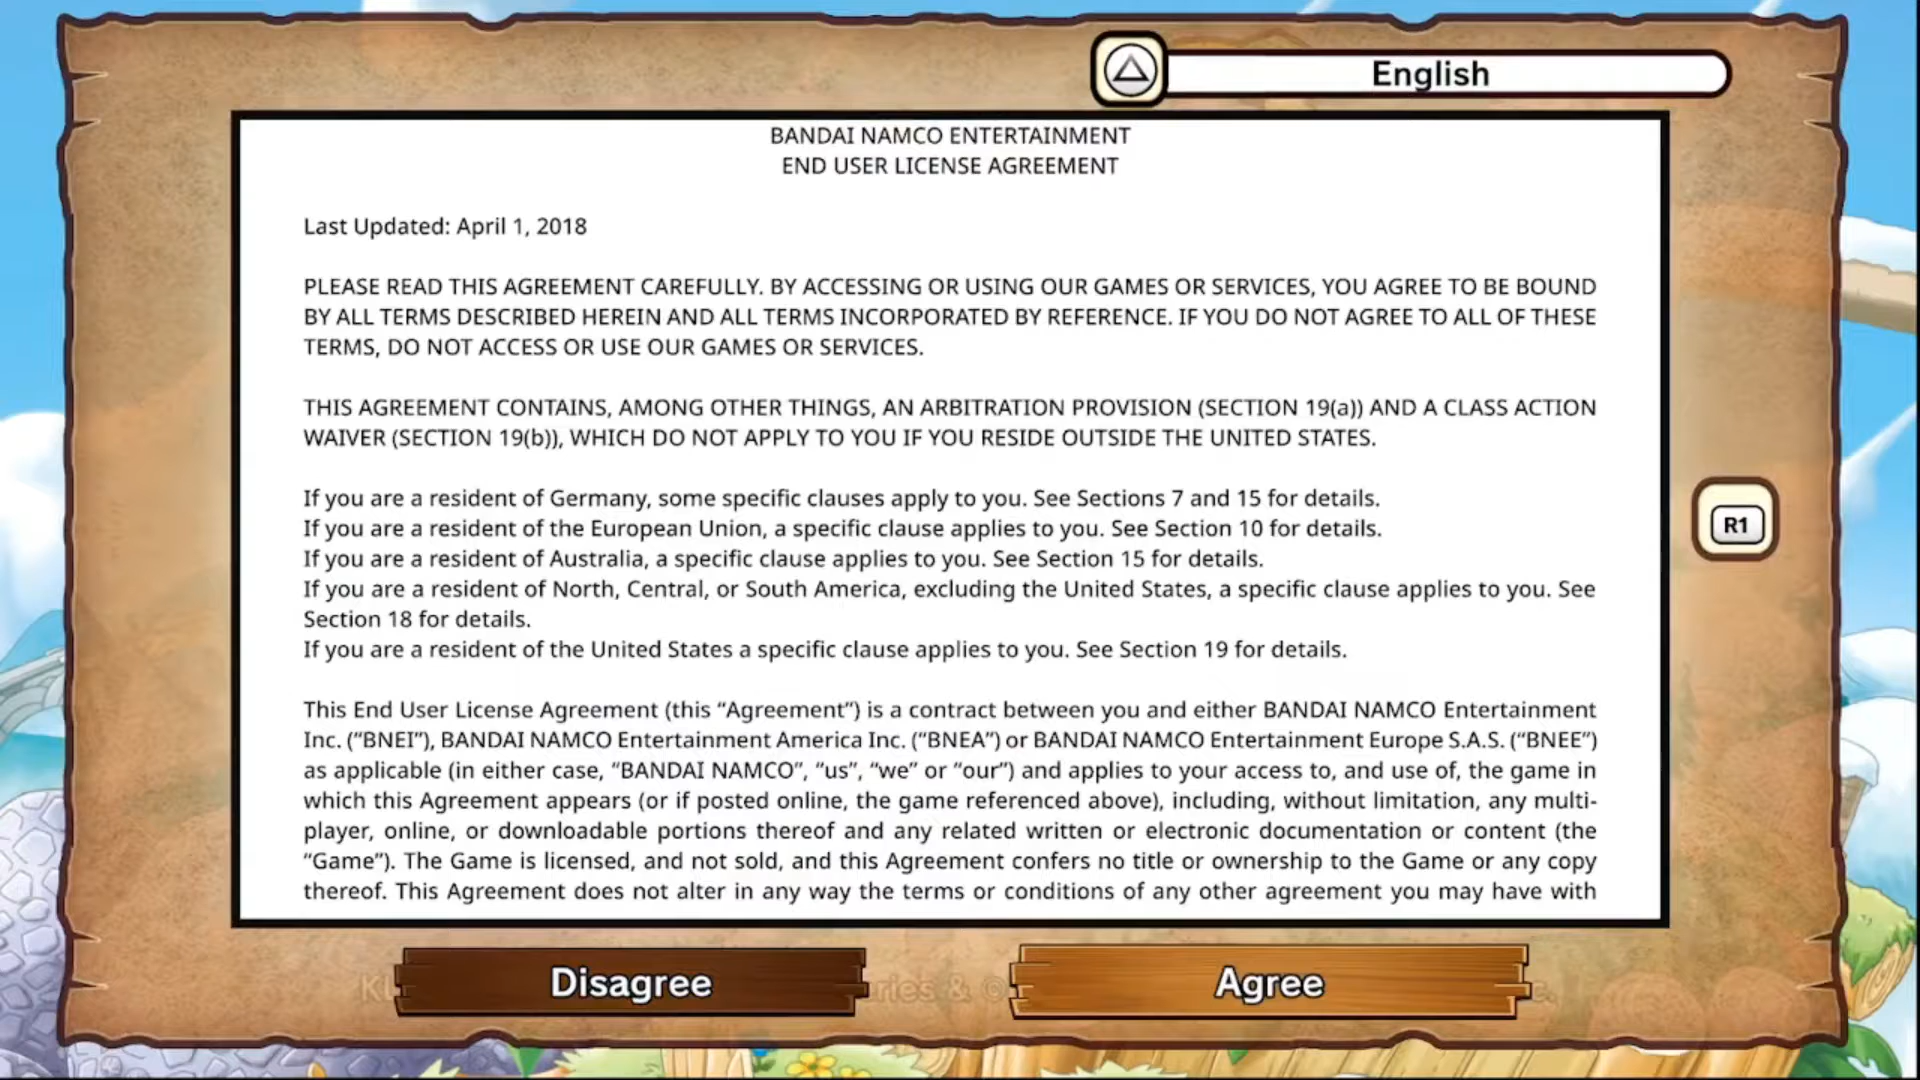 English
BANDAI NAMCO ENTERTAINMENT
END USER LICENSE AGREEMENT
Last Updated: April 1, 2018
PLEASE READ THIS AGREEMENT CAREFULLY. BY ACCESSING OR USING OUR GAMES OR SERVICES, YOU AGREE TO BE BOUND
BY ALL TERMS DESCRIBED HEREIN AND ALL TERMS INCORPORATED BY REFERENCE. IF YOU DO NOT AGREE TO ALL OF THESE
TERMS, DO NOT ACCESS OR USE OUR GAMES OR SERVICES.
THIS AGREEMENT CONTAINS, AMONG OTHER THINGS, AN ARBITRATION PROVISION (SECTION 19(a)) AND A CLASS ACTION
WAIVER (SECTION 19(b)), WHICH DO NOT APPLY TO YOU IF YOU RESIDE OUTSIDE THE UNITED STATES.
If you are a resident of Germany, some specific clauses apply to you. See Sections 7 and 15 for details.
If you are a resident of the European Union, a specific clause applies to you. See Section 10 for details.
If you are a resident of Australia, a specific clause applies to you. See Section 15 for details.
If you are a resident of North, Central, or South America, excluding the United States, a specific clause applies to you. See
Section 18 for details.
If you are a resident of the United States a specific clause applies to you. See Section 19 for details.
This End User License Agreement (this “Agreement”) is a contract between you and either BANDAI NAMCO Entertainment
Inc. (“BNEI”), BANDAI NAMCO Entertainment America Inc. (“BNEA”) or BANDAI NAMCO Entertainment Europe S.A.S. (“BNEE”)
as applicable (in either case, “BANDAI NAMCO”, “us”, “we” or “our”) and applies to your access to, and use of, the game in
which this Agreement appears (or if posted online, the game referenced above), including, without limitation, any multi-
player, online, or downloadable portions thereof and any related written or electronic documentation or content (the
“Game”). The Game is licensed, and not sold, and this Agreement confers no title or ownership to the Game or any copy
thereof. This Agreement does not alter in any way the terms or conditions of any other agreement you may have with
R1
Disagree
Agree